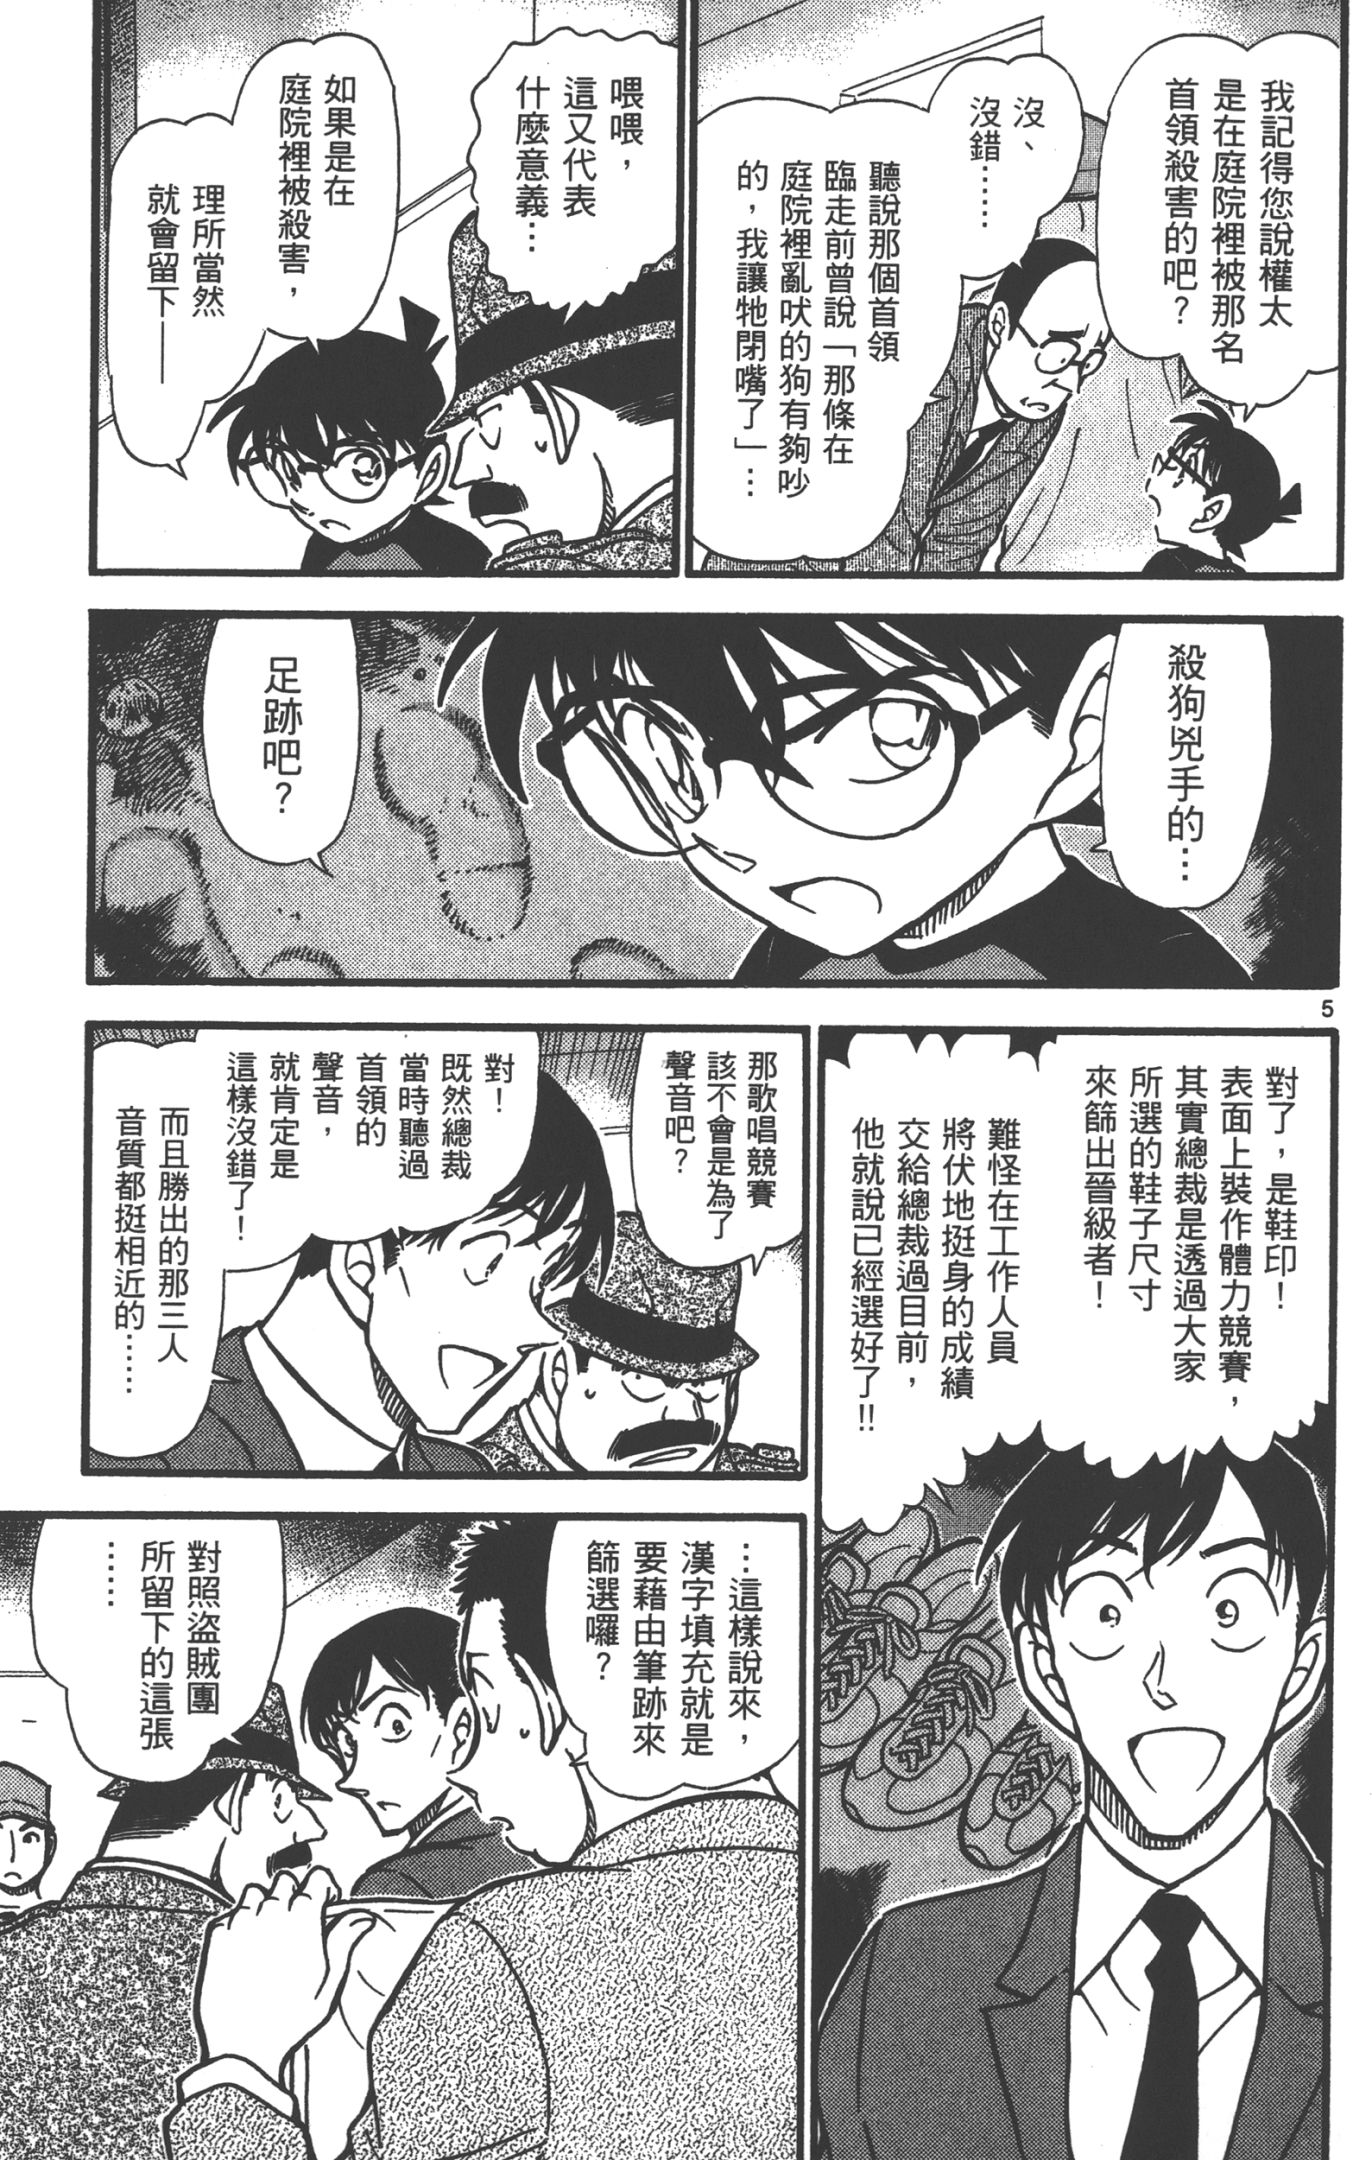 我記得您說權太
是在庭院裡被那名
首領殺害的吧？
沒、
沒錯……
聽說那個首領
臨走前曾說「那條在
庭院裡亂吠的狗有夠吵
的，我讓牠閉嘴了」…
喂喂，
這又代表
什麼意義…
如果是在
庭院裡被殺害，
理所當然
就會留下——
殺狗兇手的…
足跡吧？
5
對了，是鞋印！
表面上裝作體力競賽，
其實總裁是透過大家
所選的鞋子尺寸
來篩出晉級者！
難怪在工作人員
將伏地挺身的成績
交給總裁過目前，
他就說已經選好了!!
那歌唱競賽
該不會是為了
聲音吧？
對！
既然總裁
當時聽過
首領的
聲音，
就肯定是
這樣沒錯了！
而且勝出的那三人
音質都挺相近的……
…這樣說來，
漢字填充就是
要藉由筆跡來
篩選囉？
對照盜賊團
所留下的這張
……